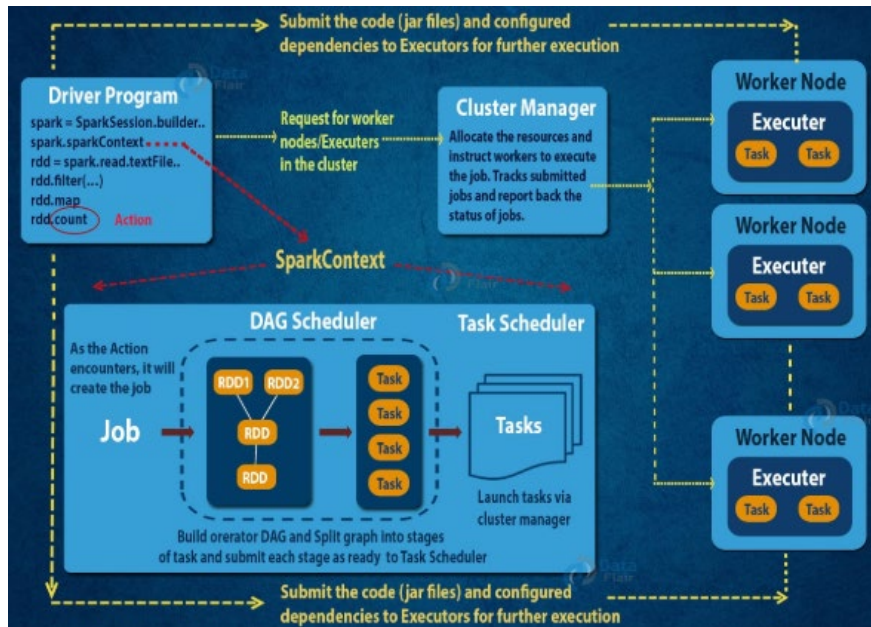 Submit the code (jar files) and configured
dependencies to Executors for further execution
Data
Flair
Driver Program
spark = SparkSession.builder..
spark.sparkContext
rdd = spark.read.textFile..
rdd.filter(...)
rdd.map
rdd.count
Action
Request for worker
nodes/Executers
in the cluster
Cluster Manager
Allocate the resources and
instruct workers to execute
the job. Tracks submitted
jobs and report back the
status of jobs.
Worker Node
Executer
Task
Task
Worker Node
Executer
Task
Task
Worker Node
Executer
Task
Task
SparkContext
Data
Flair
DAG Scheduler
Task Scheduler
As the Action
encounters, it will
create the job
Job
RDD1
RDD2
RDD
RDD
Task
Task
Task
Task
Tasks
Launch tasks via
cluster manager
Build orerator DAG and Split graph into stages
of task and submit each stage as ready to Task Scheduler
Data
Flair
Submit the code (jar files) and configured
dependencies to Executors for further execution